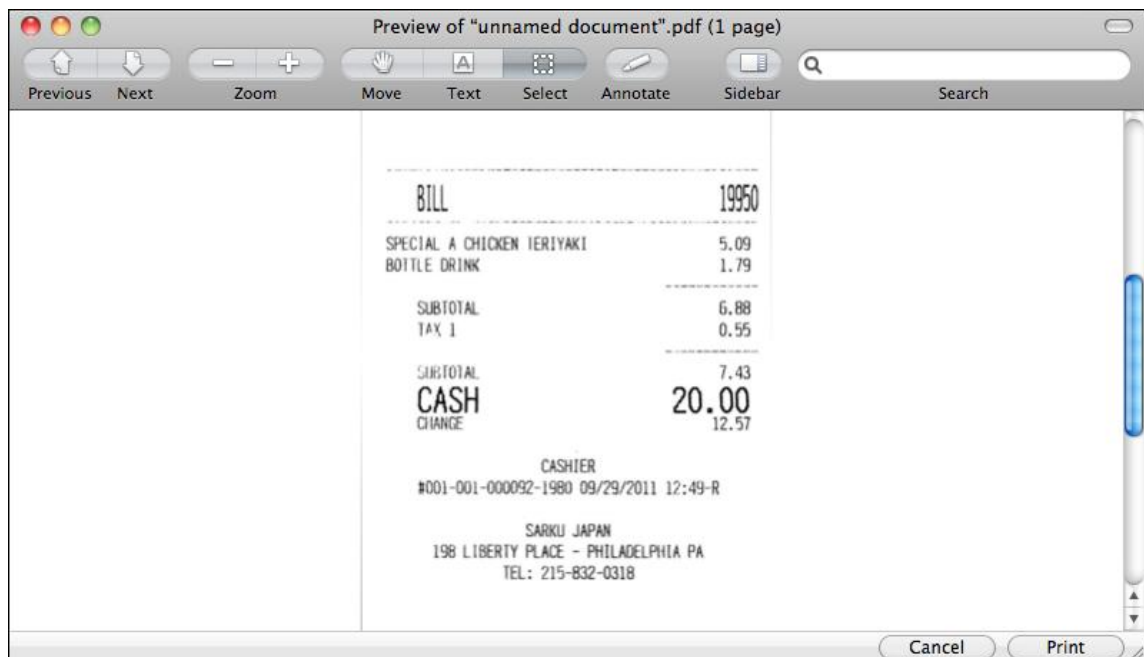 Preview of "unnamed document".pdf (1 page)
Previous Next Zoom Move Text Select Annotate Sidebar Search
BILL 19950
SPECIAL A CHICKEN TERIYAKI 5.09
BOTTLE DRINK 1.79
SUBTOTAL 6.88
TAX 1 0.55
SUBTOTAL 7.43
CASH 20.00
CHANGE 12.57
CASHIER
#001-001-000092-1980 09/29/2011 12:49-R
SARKU JAPAN
198 LIBERTY PLACE - PHILADELPHIA PA
TEL: 215-832-0318
Cancel Print